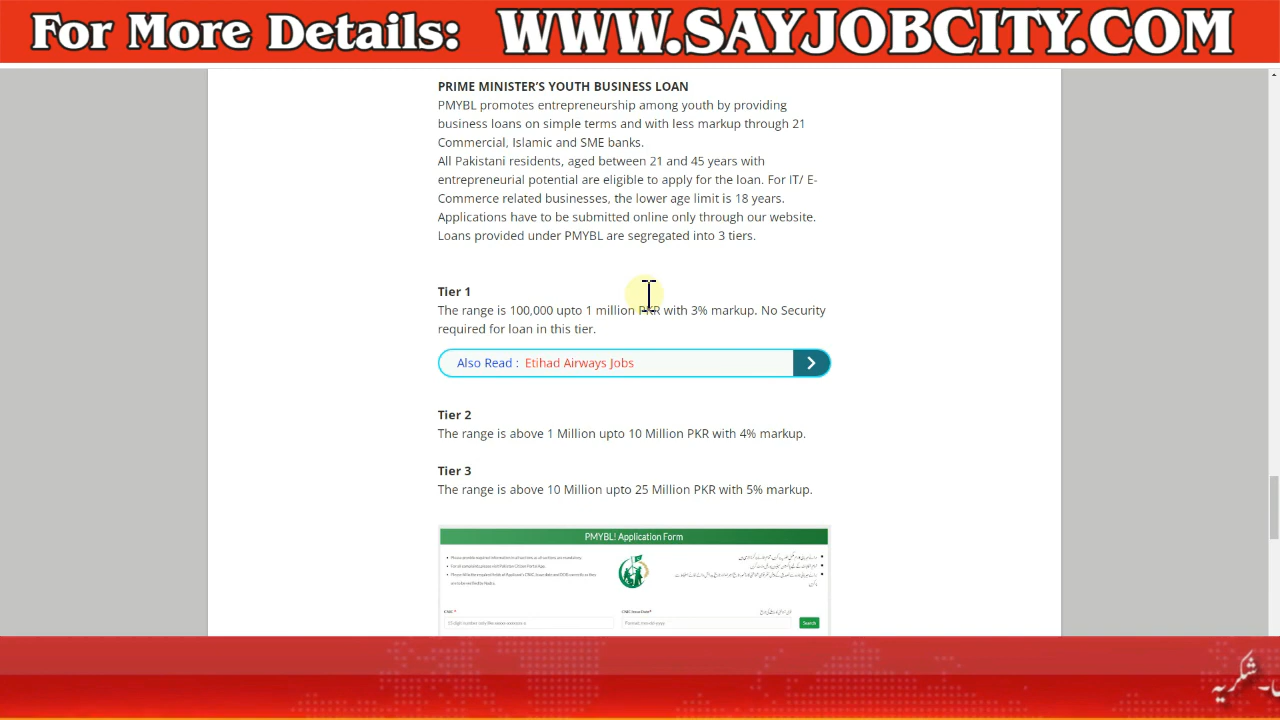 For More Details: WWW.SAYJOBCITY.COM
PRIME MINISTER'S YOUTH BUSINESS LOAN
PMYBL promotes entrepreneurship among youth by providing
business loans on simple terms and with less markup through 21
Commercial, Islamic and SME banks.
All Pakistani residents, aged between 21 and 45 years with
entrepreneurial potential are eligible to apply for the loan. For IT/ E-
Commerce related businesses, the lower age limit is 18 years.
Applications have to be submitted online only through our website.
Loans provided under PMYBL are segregated into 3 tiers.
Tier 1
The range is 100,000 upto 1 million PKR with 3% markup. No Security
required for loan in this tier.
Also Read : Etihad Airways Jobs
Tier 2
The range is above 1 Million upto 10 Million PKR with 4% markup.
Tier 3
The range is above 10 Million upto 25 Million PKR with 5% markup.
PMYBL! Application Form
CNIC *
CNIC Issue Date*
Search
شکریہ